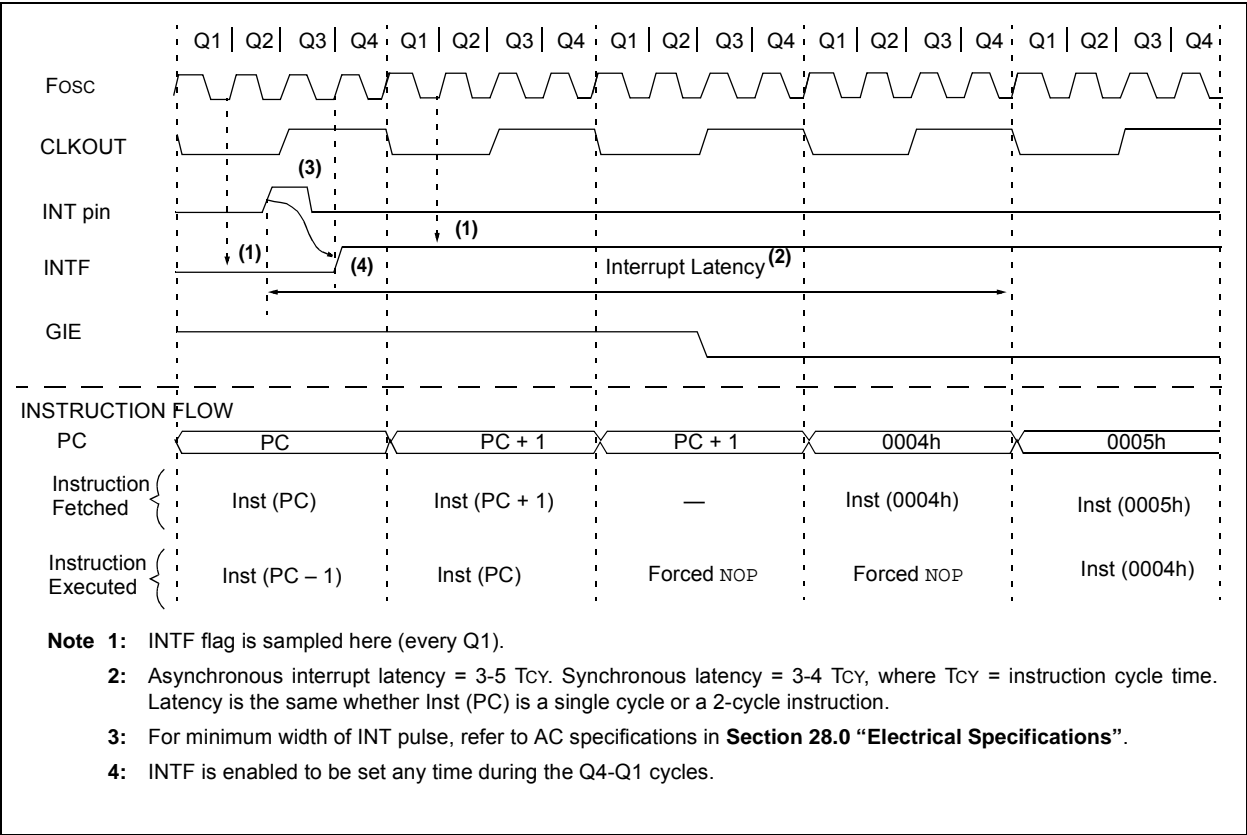 Q1 Q2 Q3 Q4 Q1 Q2 Q3 Q4 Q1 Q2 Q3 Q4 Q1 Q2 Q3 Q4 Q1 Q2 Q3 Q4
FOSC
CLKOUT
(3)
INT pin
(1) (1)
INTF (4) Interrupt Latency (2)
GIE
INSTRUCTION FLOW
PC PC PC + 1 PC + 1 0004h 0005h
Instruction
Fetched
Inst (PC) Inst (PC + 1) — Inst (0004h) Inst (0005h)
Instruction
Executed
Inst (PC – 1) Inst (PC) Forced NOP Forced NOP Inst (0004h)
Note 1: INTF flag is sampled here (every Q1).
2: Asynchronous interrupt latency = 3-5 TCY. Synchronous latency = 3-4 TCY, where TCY = instruction cycle time.
Latency is the same whether Inst (PC) is a single cycle or a 2-cycle instruction.
3: For minimum width of INT pulse, refer to AC specifications in Section 28.0 “Electrical Specifications”.
4: INTF is enabled to be set any time during the Q4-Q1 cycles.